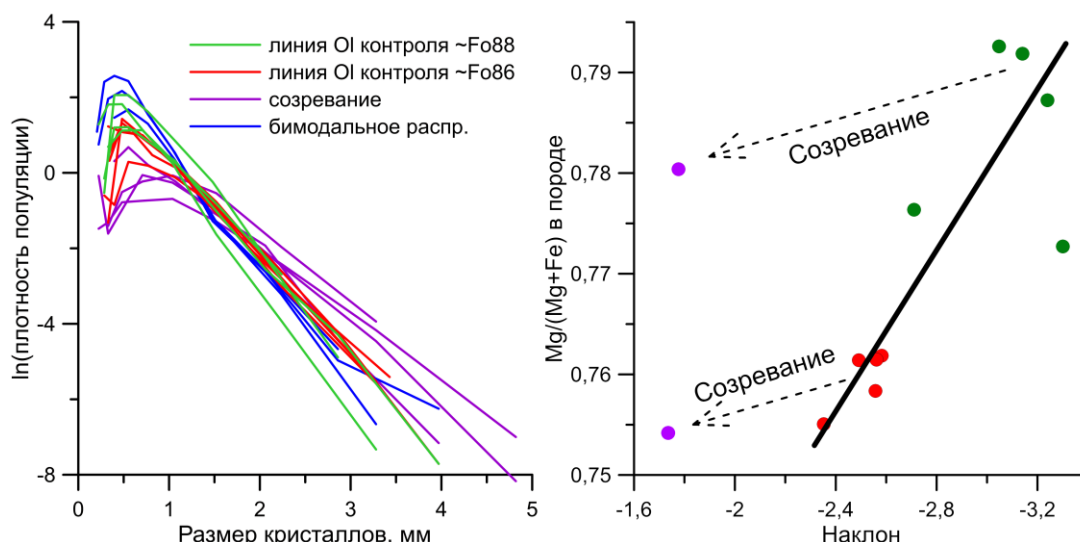 4
0
-4
-8
0
1
2
3
4
5
ln(плотность популяции)
Размер кристаллов, мм
линия Ol контроля ~Fo88
линия Ol контроля ~Fo86
созревание
бимодальное распр.
0,79
0,78
0,77
0,76
0,75
-1,6
-2
-2,4
-2,8
-3,2
Mg/(Mg+Fe) в породе
Наклон
Созревание
Созревание